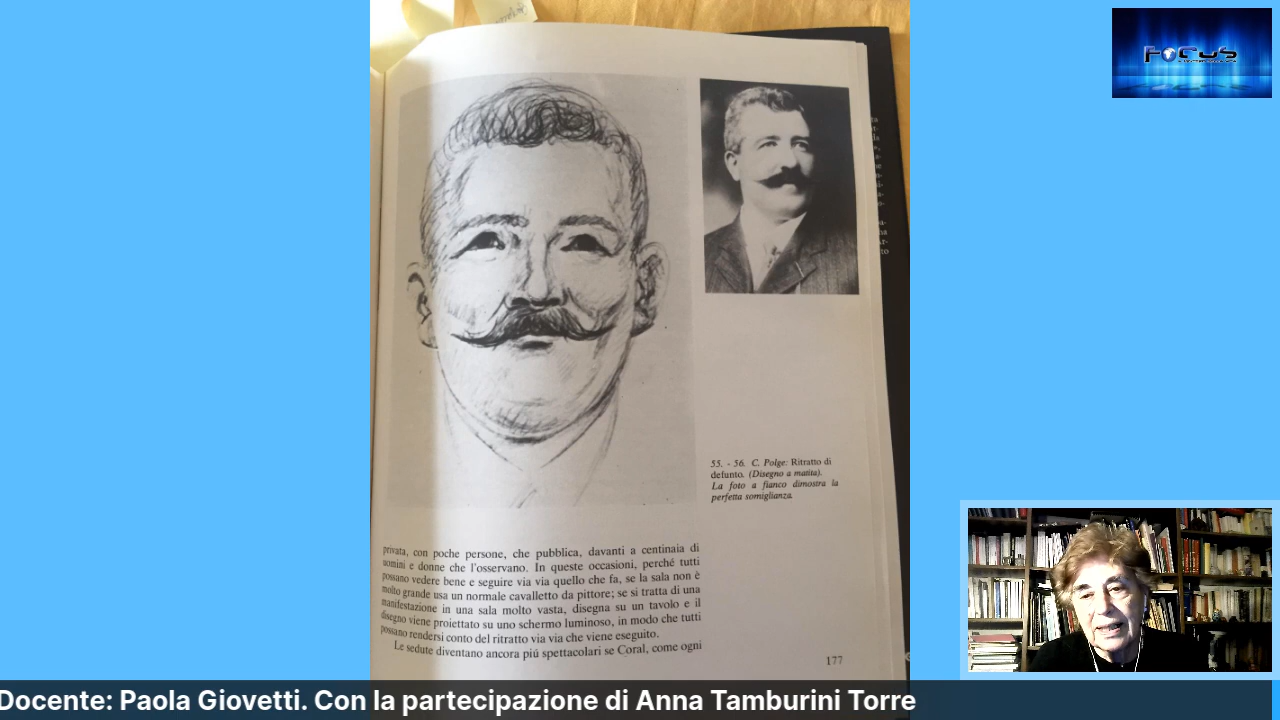 FOCUS
55. - 56. C. Polge: Ritratto di
defunto. (Disegno a matita).
La foto a fianco dimostra la
perfetta somiglianza.
privata, con poche persone, che pubblica, davanti a centinaia di
uomini e donne che l'osservano. In queste occasioni, perché tutti
possano vedere bene e seguire via via quello che fa, se la sala non è
molto grande usa un normale cavalletto da pittore; se si tratta di una
manifestazione in una sala molto vasta, disegna su un tavolo e il
disegno viene proiettato su uno schermo luminoso, in modo che tutti
possano rendersi conto del ritratto via via che viene eseguito.
Le sedute diventano ancora piú spettacolari se Coral, come ogni
177
Docente: Paola Giovetti. Con la partecipazione di Anna Tamburini Torre